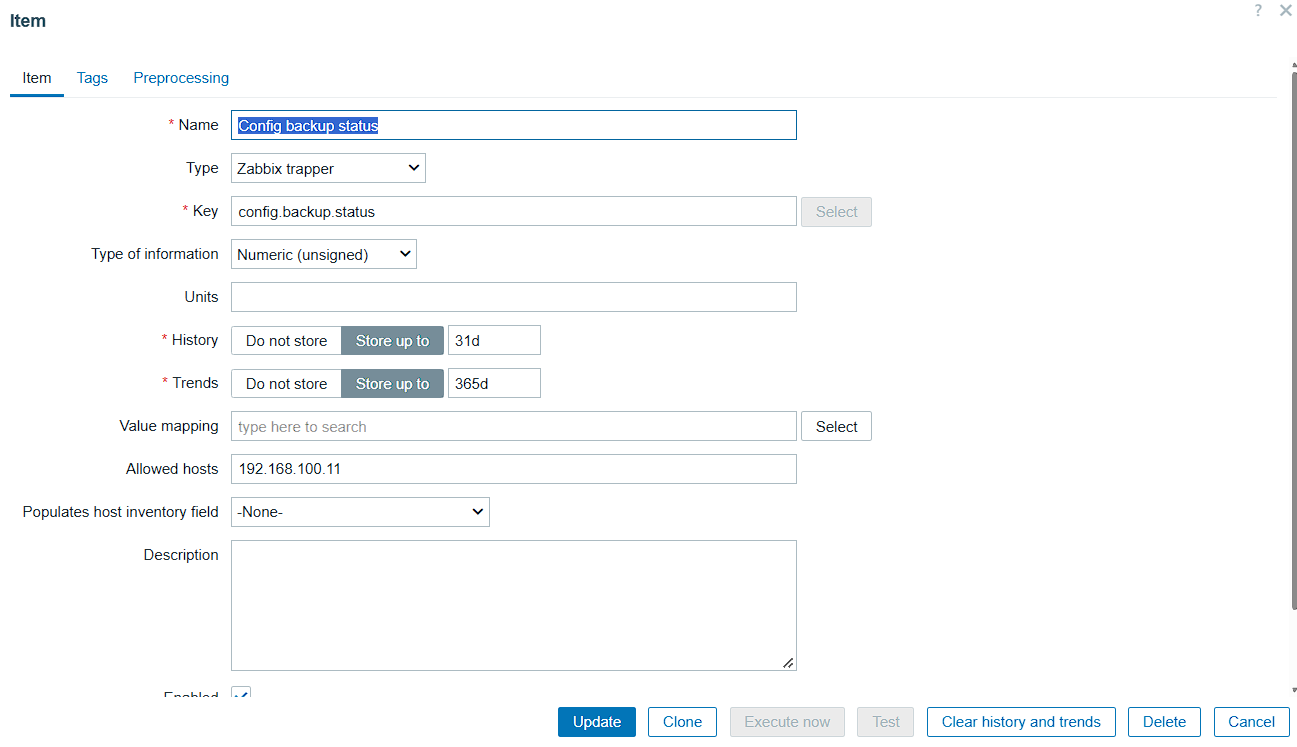 Item
?
Item Tags Preprocessing
* Name Config backup status
Type Zabbix trapper
* Key config.backup.status Select
Type of information Numeric (unsigned)
Units
* History Do not store Store up to 31d
* Trends Do not store Store up to 365d
Value mapping type here to search Select
Allowed hosts 192.168.100.11
Populates host inventory field -None-
Description
Enabled
Update Clone Execute now Test Clear history and trends Delete Cancel